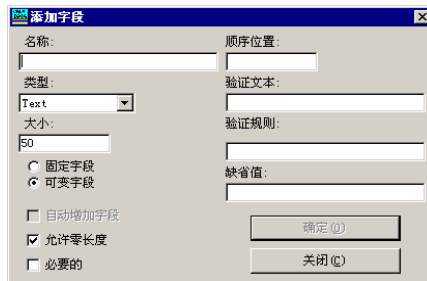 添加字段
名称:
顺序位置:
类型:
验证文本:
Text
大小:
验证规则:
50
固定字段
缺省值:
可变字段
自动增加字段
确定(O)
允许零长度
关闭(C)
必要的